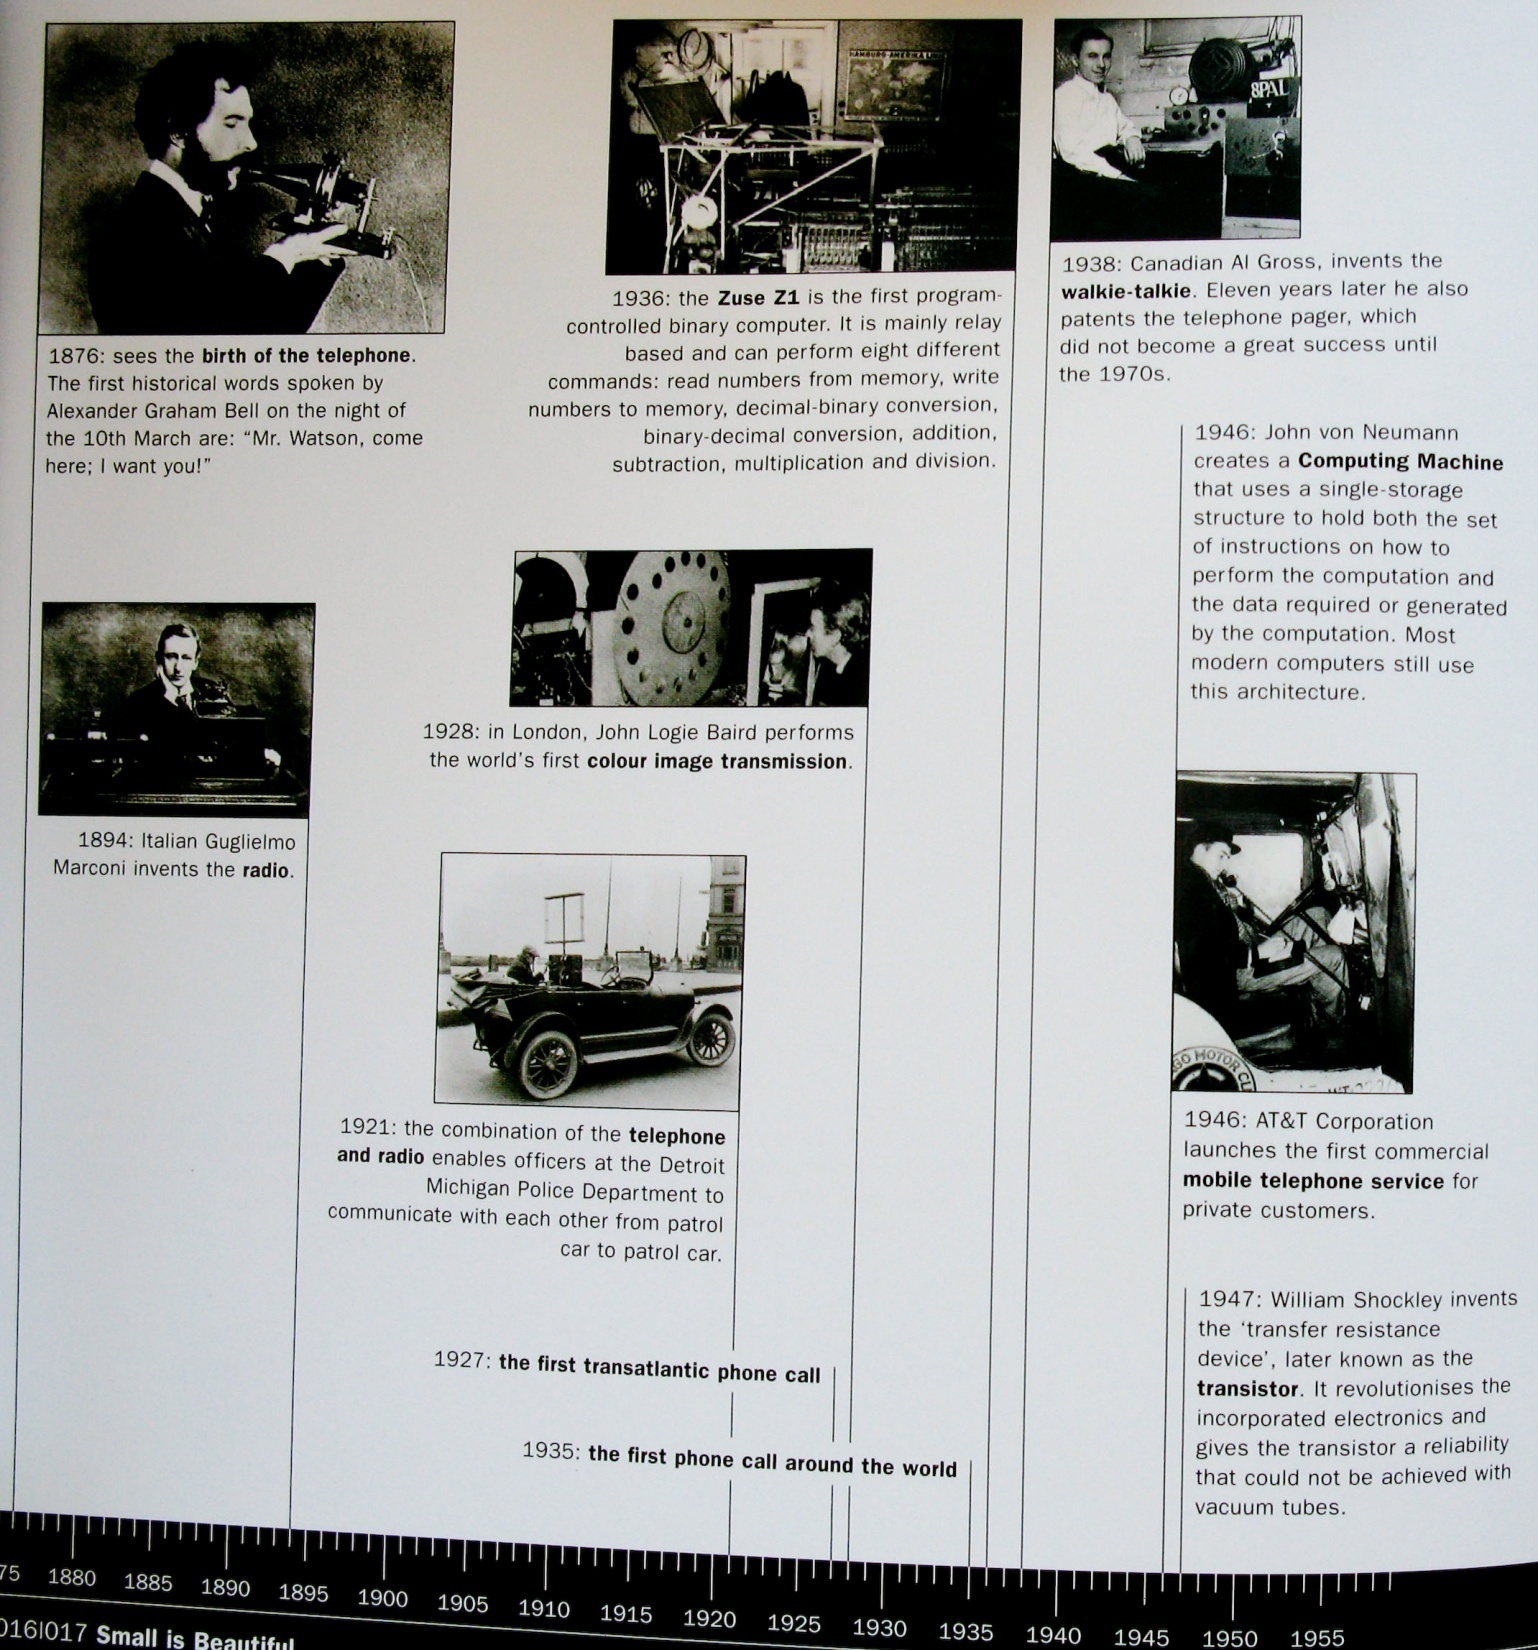 HAMBURG-AMERIKA LINIE
8PAL
1876: sees the birth of the telephone.
The first historical words spoken by
Alexander Graham Bell on the night of
the 10th March are: “Mr. Watson, come
here; I want you!”
1936: the Zuse Z1 is the first program-
controlled binary computer. It is mainly relay
based and can perform eight different
commands: read numbers from memory, write
numbers to memory, decimal-binary conversion,
binary-decimal conversion, addition,
subtraction, multiplication and division.
1938: Canadian Al Gross, invents the
walkie-talkie. Eleven years later he also
patents the telephone pager, which
did not become a great success until
the 1970s.
1946: John von Neumann
creates a Computing Machine
that uses a single-storage
structure to hold both the set
of instructions on how to
perform the computation and
the data required or generated
by the computation. Most
modern computers still use
this architecture.
1894: Italian Guglielmo
Marconi invents the radio.
1928: in London, John Logie Baird performs
the world's first colour image transmission.
1921: the combination of the telephone
and radio enables officers at the Detroit
Michigan Police Department to
communicate with each other from patrol
car to patrol car.
GO MOTOR CL
1946: AT&T Corporation
launches the first commercial
mobile telephone service for
private customers.
1927: the first transatlantic phone call
1935: the first phone call around the world
1947: William Shockley invents
the ‘transfer resistance
device’, later known as the
transistor. It revolutionises the
incorporated electronics and
gives the transistor a reliability
that could not be achieved with
vacuum tubes.
75 1880 1885 1890 1895 1900 1905 1910 1915 1920 1925 1930 1935 1940 1945 1950 1955
016|017 Small is Beautiful